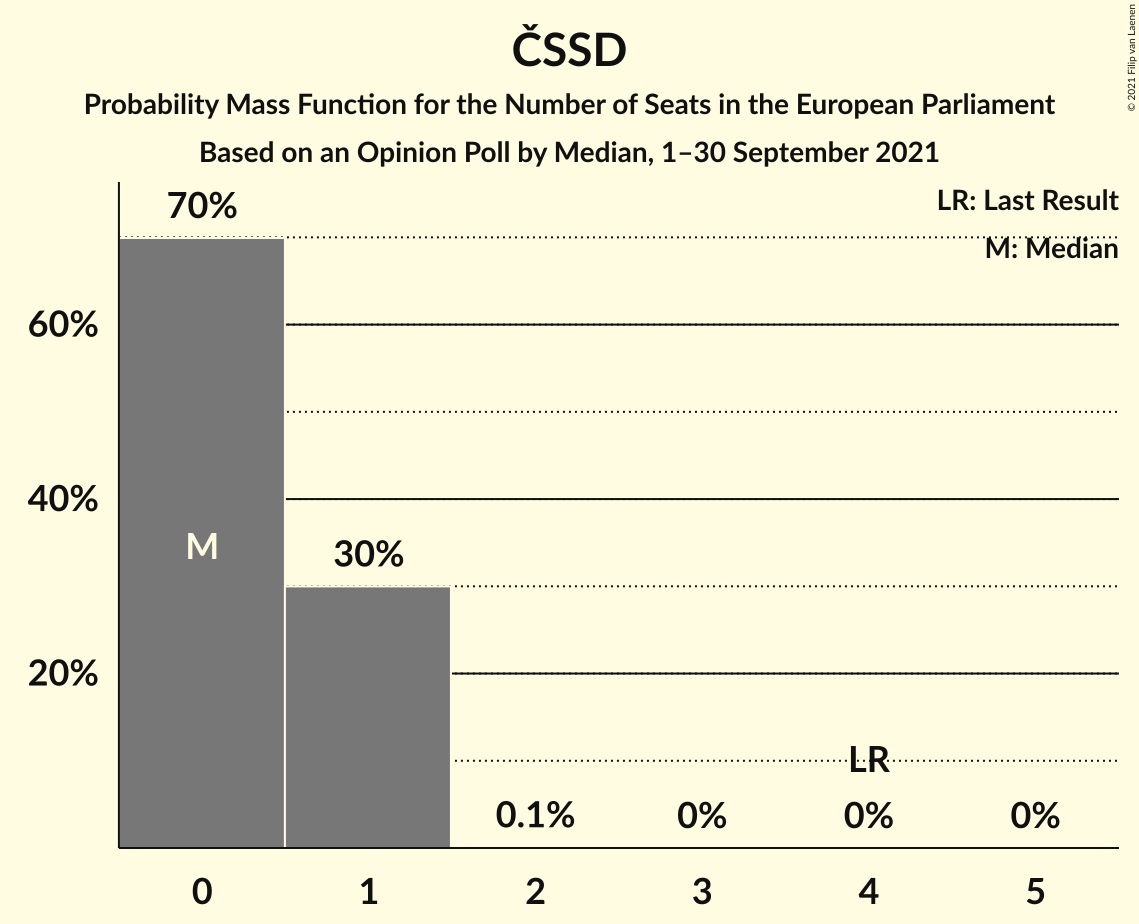 ČSSD
Probability Mass Function for the Number of Seats in the European Parliament
Based on an Opinion Poll by Median, 1–30 September 2021
© 2021 Filip van Laenen
LR: Last Result
M: Median
70%
60%
40%
M
30%
20%
LR
0.1%
0%
0%
0%
0 1 2 3 4 5